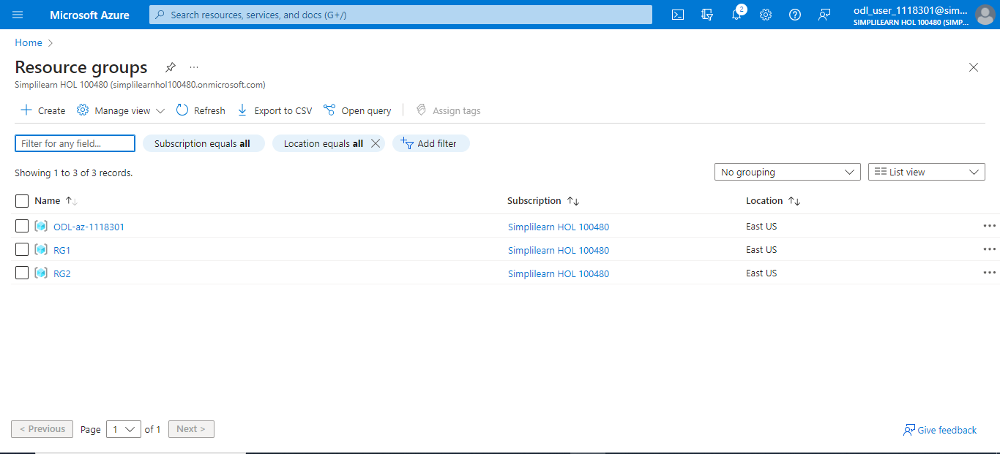 Microsoft Azure
Search resources, services, and docs (G+/)
2
odl_user_1118301@sim...
SIMPLILEARN HOL 100480 (SIMP...
Home
Resource groups
Simplilearn HOL 100480 (simplilearnhol100480.onmicrosoft.com)
Create Manage view Refresh Export to CSV Open query Assign tags
Filter for any field... Subscription equals all Location equals all Add filter
Showing 1 to 3 of 3 records. No grouping List view
Name Subscription Location
ODL-az-1118301 Simplilearn HOL 100480 East US
RG1 Simplilearn HOL 100480 East US
RG2 Simplilearn HOL 100480 East US
< Previous Page 1 of 1 Next > Give feedback